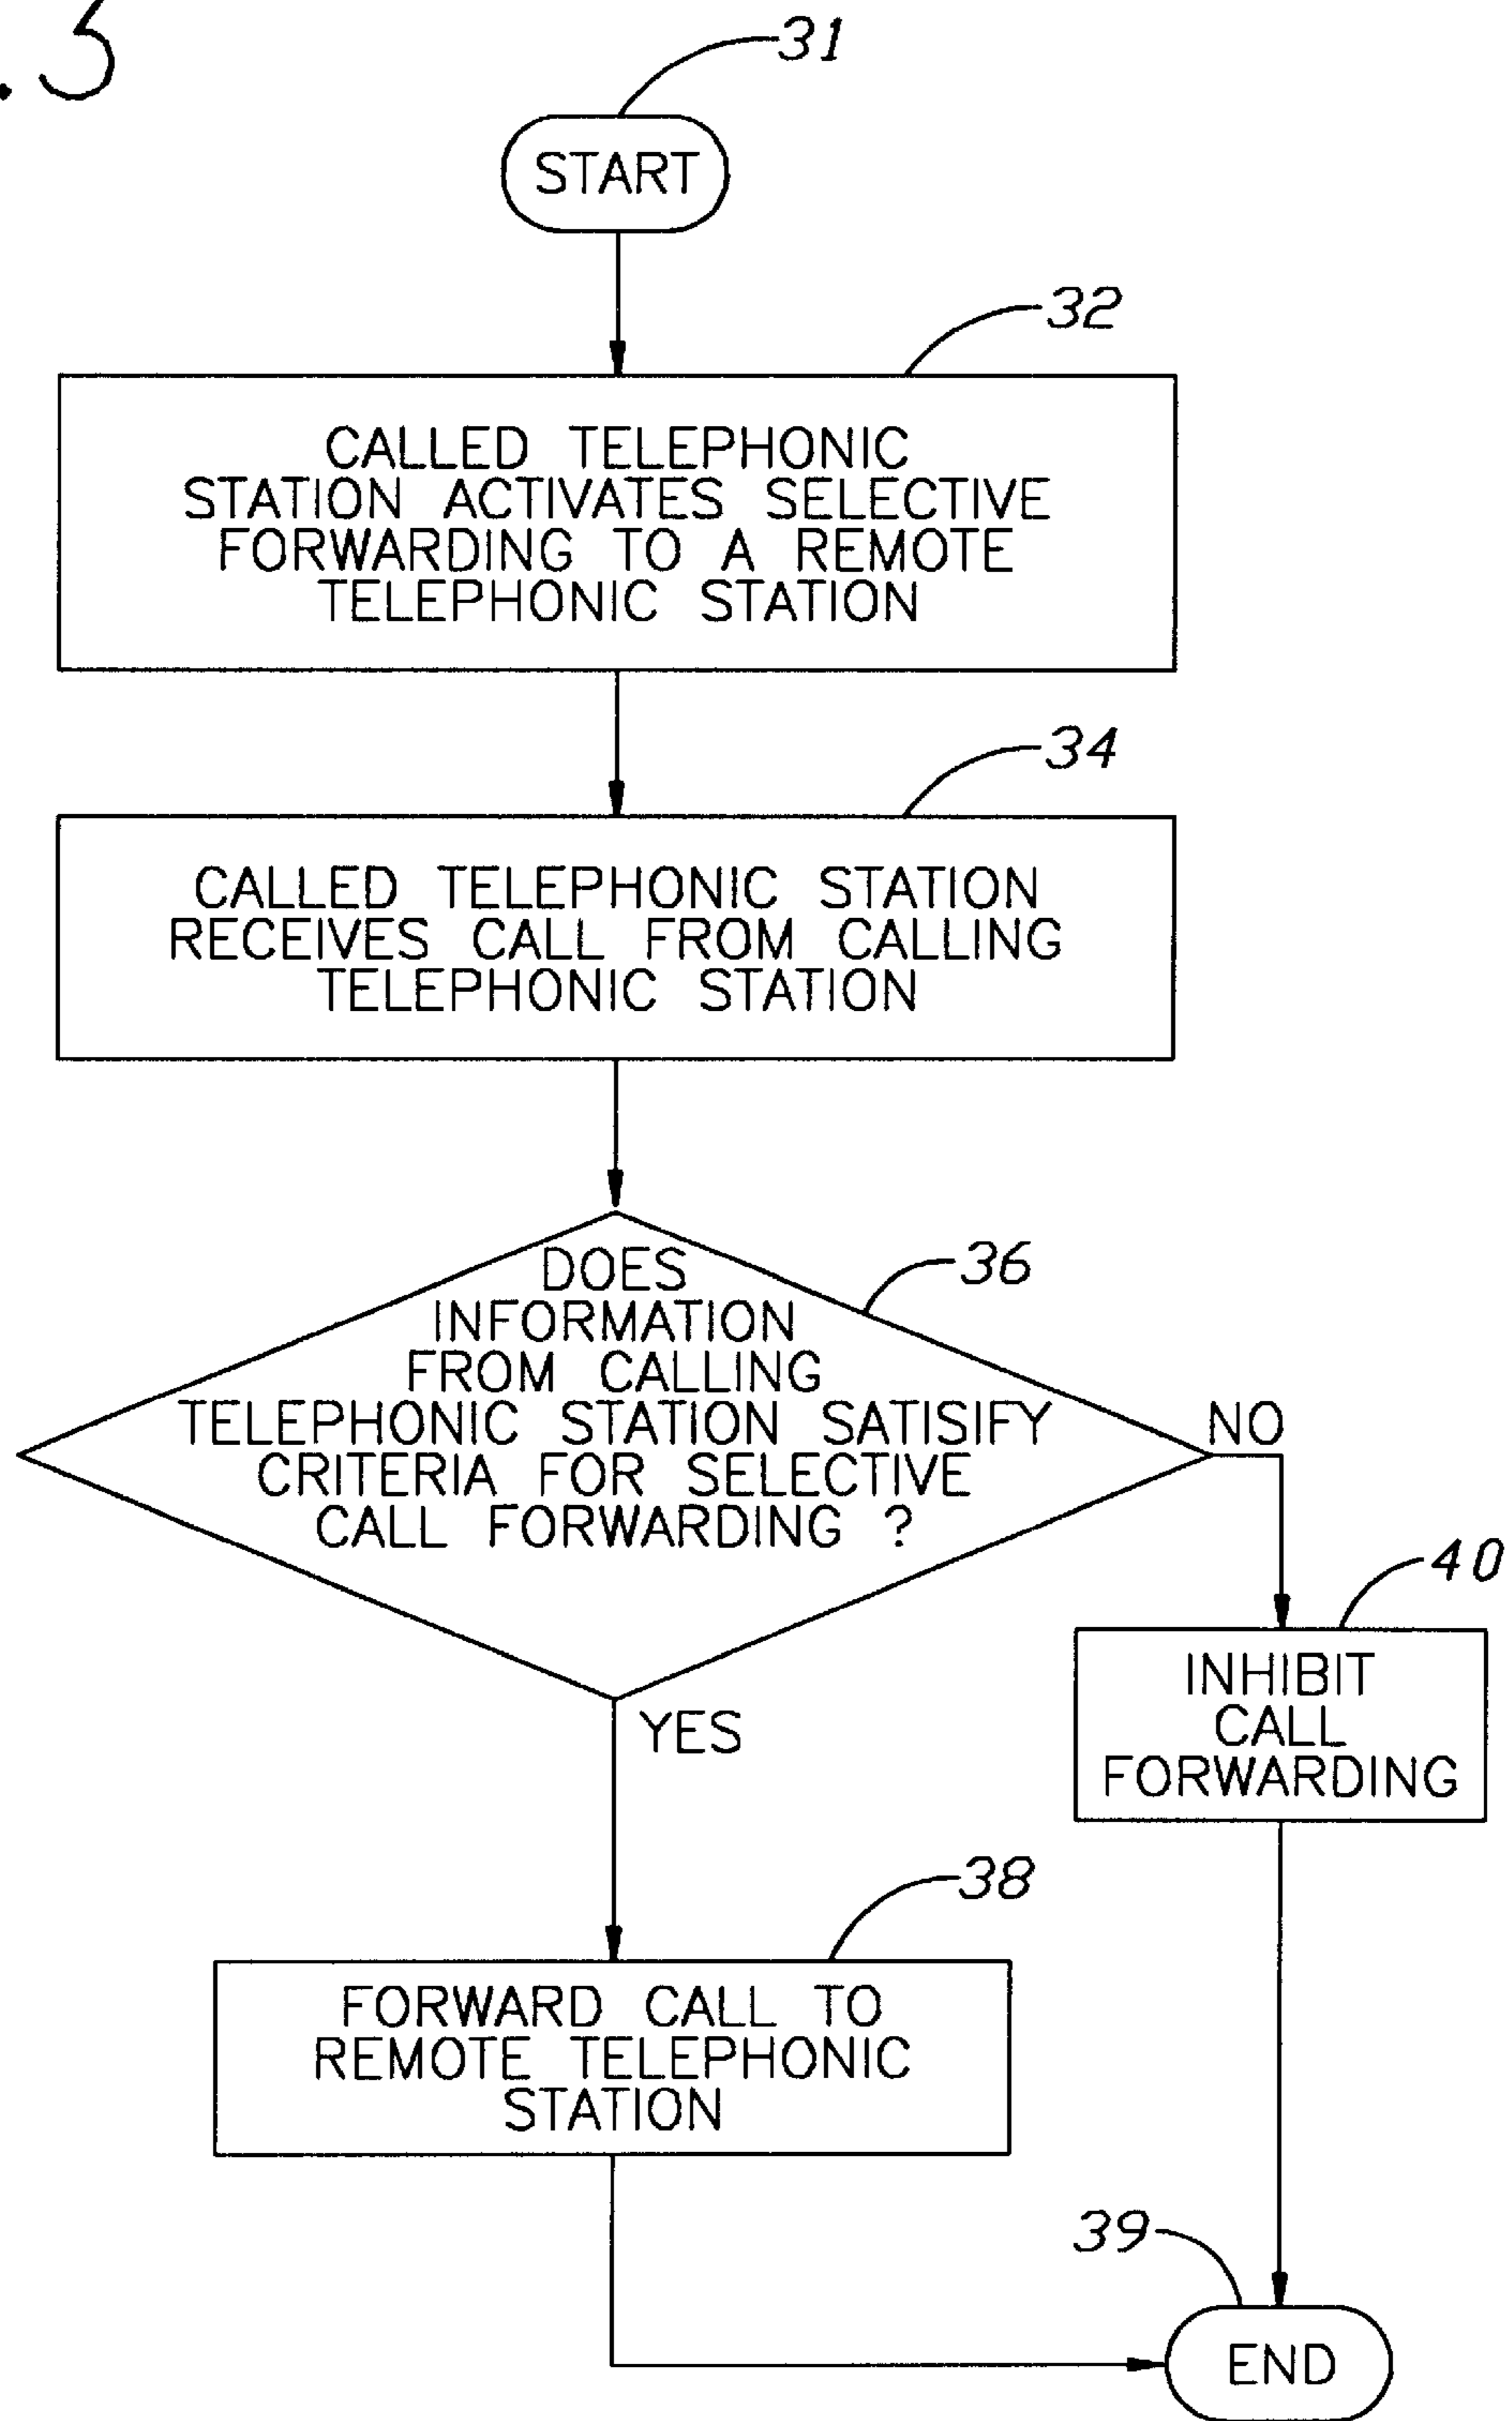 .3
31
START
32
CALLED TELEPHONIC
STATION ACTIVATES SELECTIVE
FORWARDING TO A REMOTE
TELEPHONIC STATION
34
CALLED TELEPHONIC STATION
RECEIVES CALL FROM CALLING
TELEPHONIC STATION
36
DOES
INFORMATION
FROM CALLING
TELEPHONIC STATION SATISIFY
CRITERIA FOR SELECTIVE
CALL FORWARDING ?
NO
40
INHIBIT
CALL
FORWARDING
YES
38
FORWARD CALL TO
REMOTE TELEPHONIC
STATION
39
END